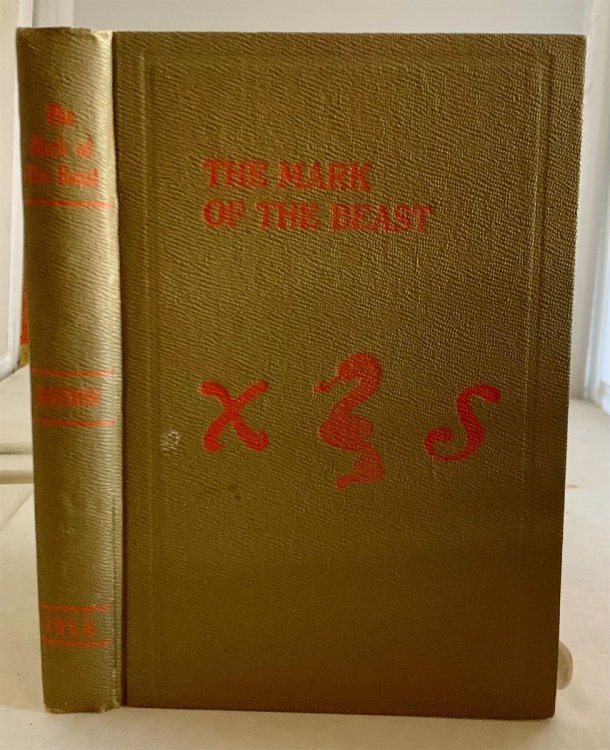 The
Mark of
The Beast
THE MARK
OF THE BEAST
χ ξ ς